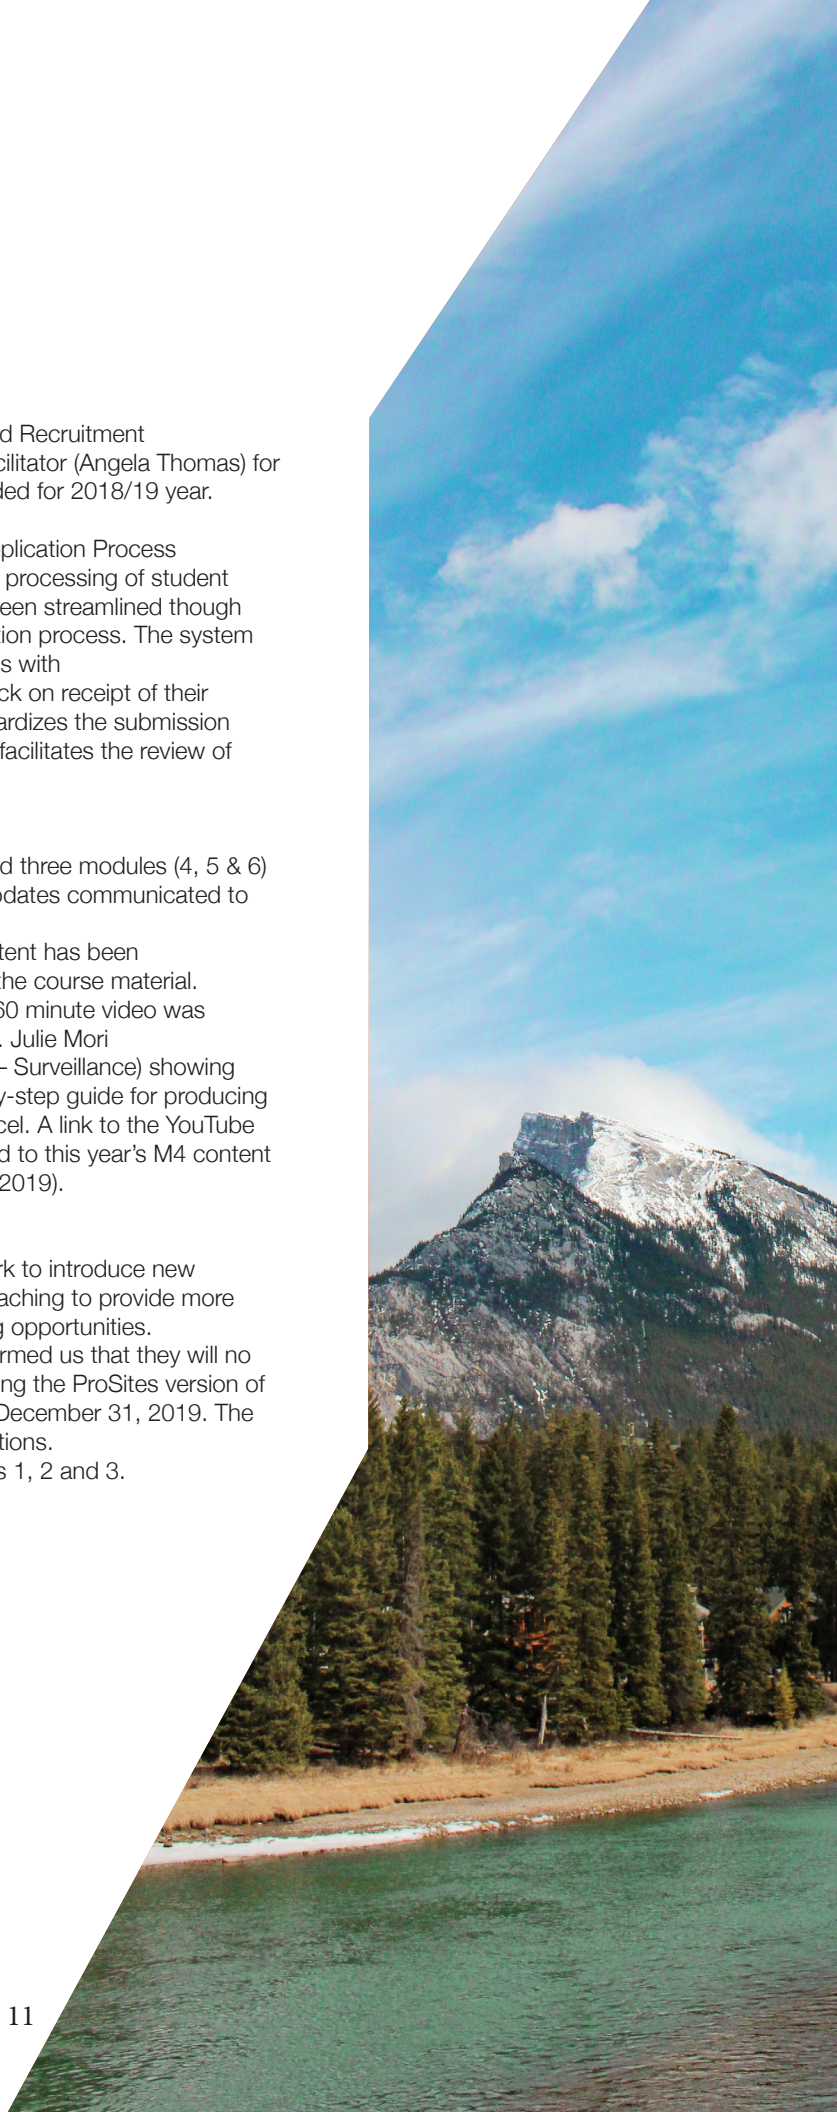 d Recruitment
cilitator (Angela Thomas) for
ded for 2018/19 year.
plication Process
processing of student
een streamlined though
tion process. The system
s with
ck on receipt of their
ardizes the submission
facilitates the review of
d three modules (4, 5 & 6)
pdates communicated to
tent has been
the course material.
60 minute video was
. Julie Mori
– Surveillance) showing
y-step guide for producing
cel. A link to the YouTube
d to this year’s M4 content
2019).
rk to introduce new
aching to provide more
g opportunities.
rmed us that they will no
ing the ProSites version of
December 31, 2019. The
tions.
s 1, 2 and 3.
11